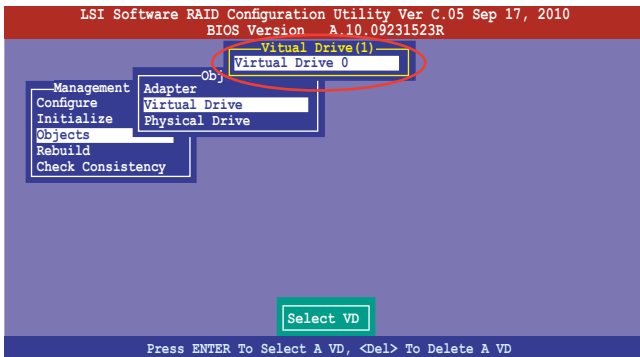 LSI Software RAID Configuration Utility Ver C.05 Sep 17, 2010
BIOS Version A.10.09231523R
Vitual Drive(1)
Virtual Drive 0
Obj
Adapter
Virtual Drive
Physical Drive
Management
Configure
Initialize
Objects
Rebuild
Check Consistency
Select VD
Press ENTER To Select A VD, <Del> To Delete A VD